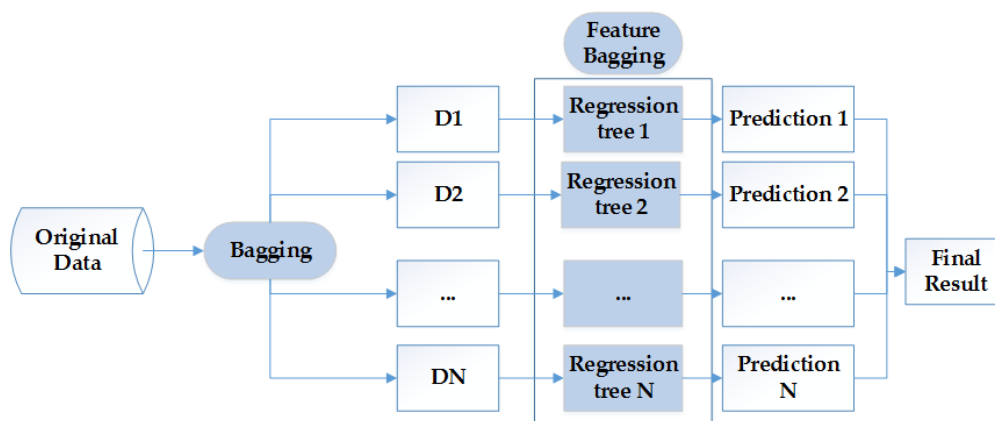 Feature
Bagging
D1
Regression
tree 1
Prediction 1
D2
Regression
tree 2
Prediction 2
Original
Data
Bagging
Final
Result
...
...
...
DN
Regression
tree N
Prediction
N